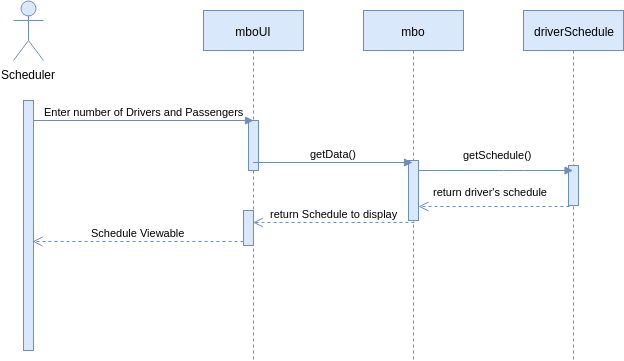 mboUI
mbo
driverSchedule
Scheduler
Enter number of Drivers and Passengers
getData()
getSchedule()
return driver's schedule
return Schedule to display
Schedule Viewable